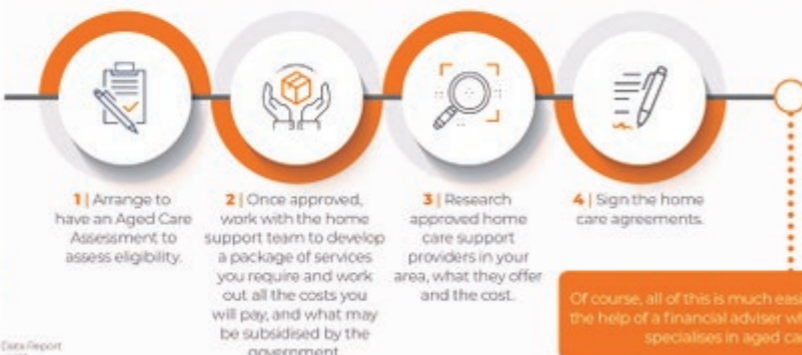 1 | Arrange to
have an Aged Care
Assessment to
assess eligibility.
2 | Once approved,
work with the home
support team to develop
a package of services
you require and work
out all the costs you
will pay, and what may
be subsidised by the
government.
3 | Research
approved home
care support
providers in your
area, what they offer
and the cost.
4 | Sign the home
care agreements.
Of course, all of this is much
the help of a financial adviser
specialises in aged
Data Report